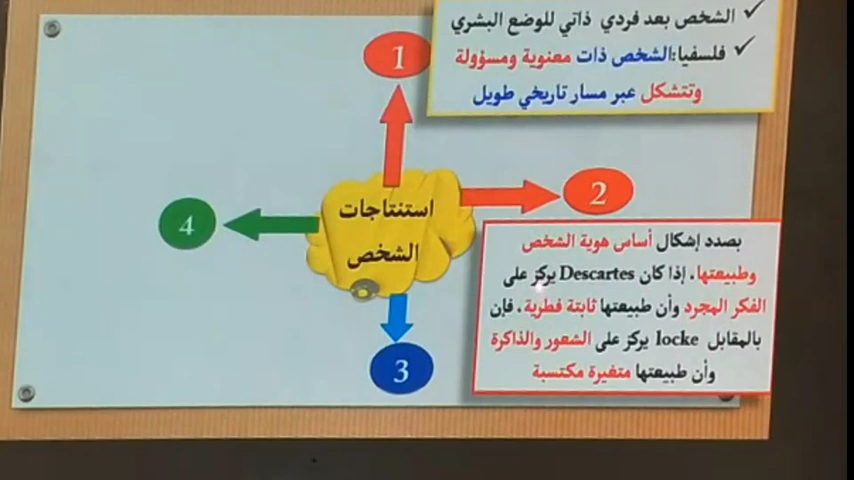 ✓ الشخص بعد فردي ذاتي للوضع البشري
✓ فلسفيا:الشخص ذات معنوية ومسؤولة
وتتشكل عبر مسار تاريخي طويل
1
2
استنتاجات
الشخص
4
3
بصدد إشكال أساس هوية الشخص
وطبيعتها. إذا كان Descartes يركز على
الفكر المجرد وأن طبيعتها ثابتة فطرية. فإن
بالمقابل locke يركز على الشعور والذاكرة
وأن طبيعتها متغيرة مكتسبة